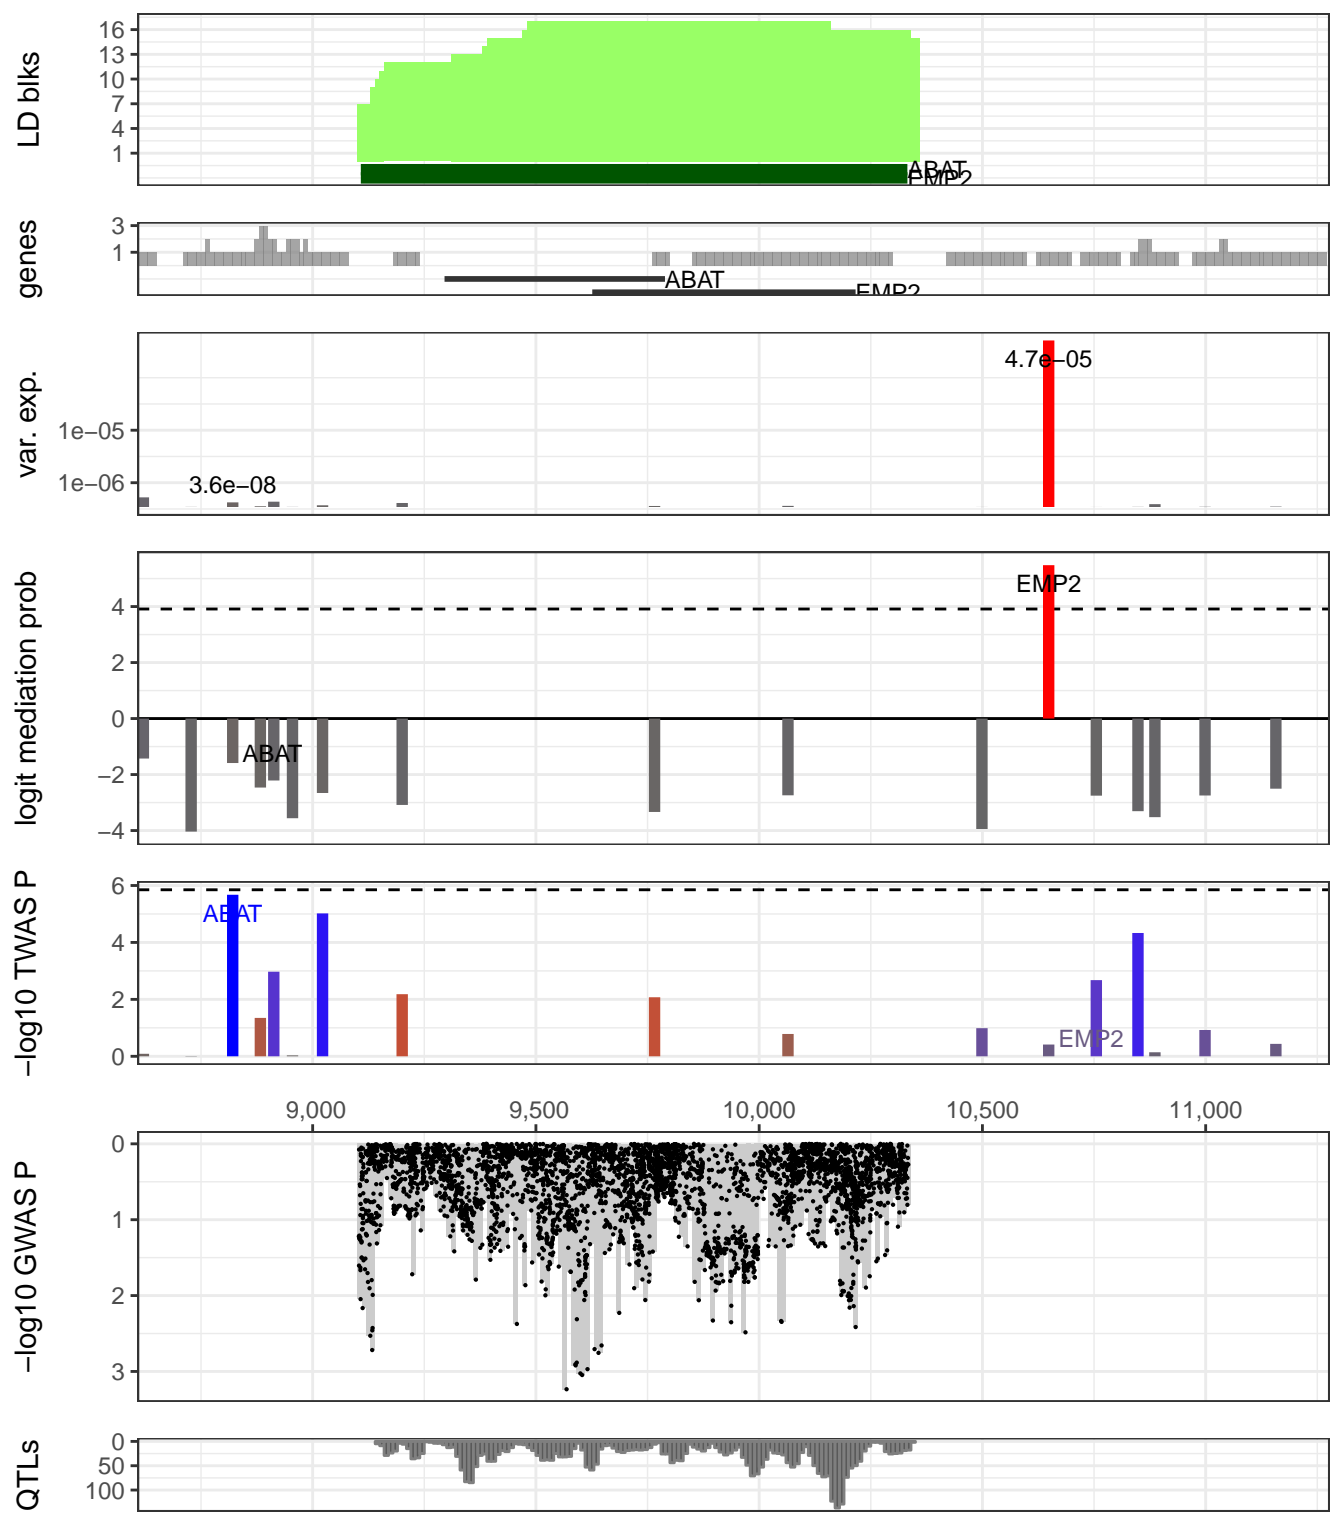 LD blks
16
13
10
7
4
1
ABAT
EMP2
genes
3
1
ABAT
EMP2
var. exp.
1e−05
1e−06
3.6e−08
4.7e−05
logit mediation prob
4
2
0
−2
−4
EMP2
ABAT
−log10 TWAS P
6
4
2
0
ABAT
EMP2
9,000
9,500
10,000
10,500
11,000
−log10 GWAS P
0
1
2
3
QTLs
0
50
100